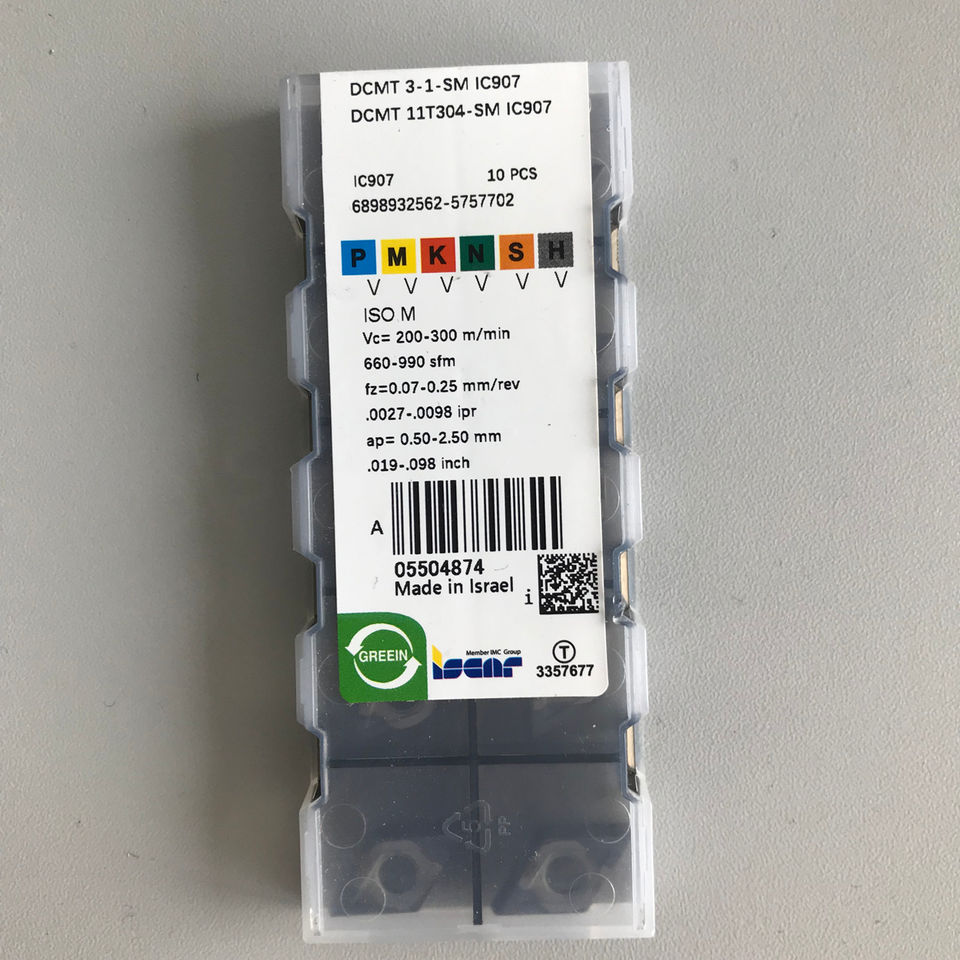 DCMT 3-1-SM IC907
DCMT 11T304-SM IC907
IC907 10 PCS
6898932562-5757702
P M K N S H
V V V V V V
ISO M
Vc= 200-300 m/min
660-990 sfm
fz=0.07-0.25 mm/rev
.0027-.0098 ipr
ap= 0.50-2.50 mm
.019-.098 inch
A
05504874
Made in Israel
i
GREEIN
Member IMC Group
iscar
T
3357677
5
PP